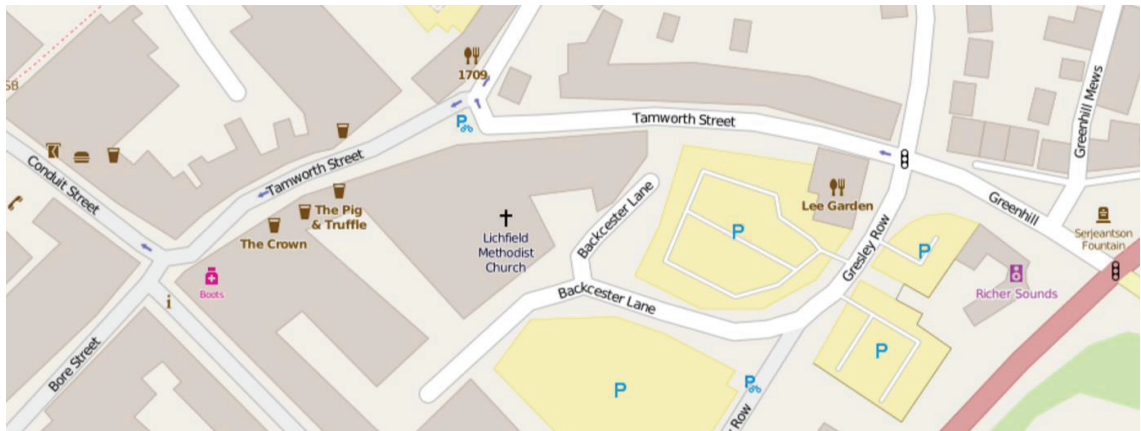 1709
P
Tamworth Street
Greenhill Mews
Conduit Street
Tamworth Street
The Pig
& Truffle
The Crown
Lichfield
Methodist
Church
Backcester Lane
Lee Garden
Greenhill
Serjeantson
Fountain
P
P
Gresley Row
Richer Sounds
Boots
i
Backcester Lane
Bore Street
P
P
P
Row